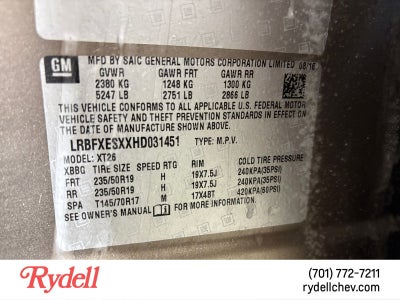 GM
MFD BY SAIC GENERAL MOTORS CORPORATION LIMITED 08/16
GVWR GAWR FRT GAWR RR
2380 KG 1248 KG 1300 KG
5247 LB 2751 LB 2866 LB
THIS VEHICLE CONFORMS TO ALL APPLICABLE U.S. FEDERAL MOTOR
VEHICLE SAFETY AND THEFT PREVENTION STANDARDS IN EFFECT ON
THE DATE OF MANUFACTURE SHOWN ABOVE.
LRBFXESXXHD031451 TYPE: M.P.V.
MODEL: XT26
XBBG TIRE SIZE SPEED RTG RIM COLD TIRE PRESSURE
FRT 235/50R19 H 19X7.5J 240KPA(35PSI)
RR 235/50R19 H 19X7.5J 240KPA(35PSI)
SPA T145/70R17 M 17X4BT 420KPA(60PSI)
SEE OWNER'S MANUAL FOR MORE INFORMATION.
Rydell
(701) 772-7211
rydellchev.com